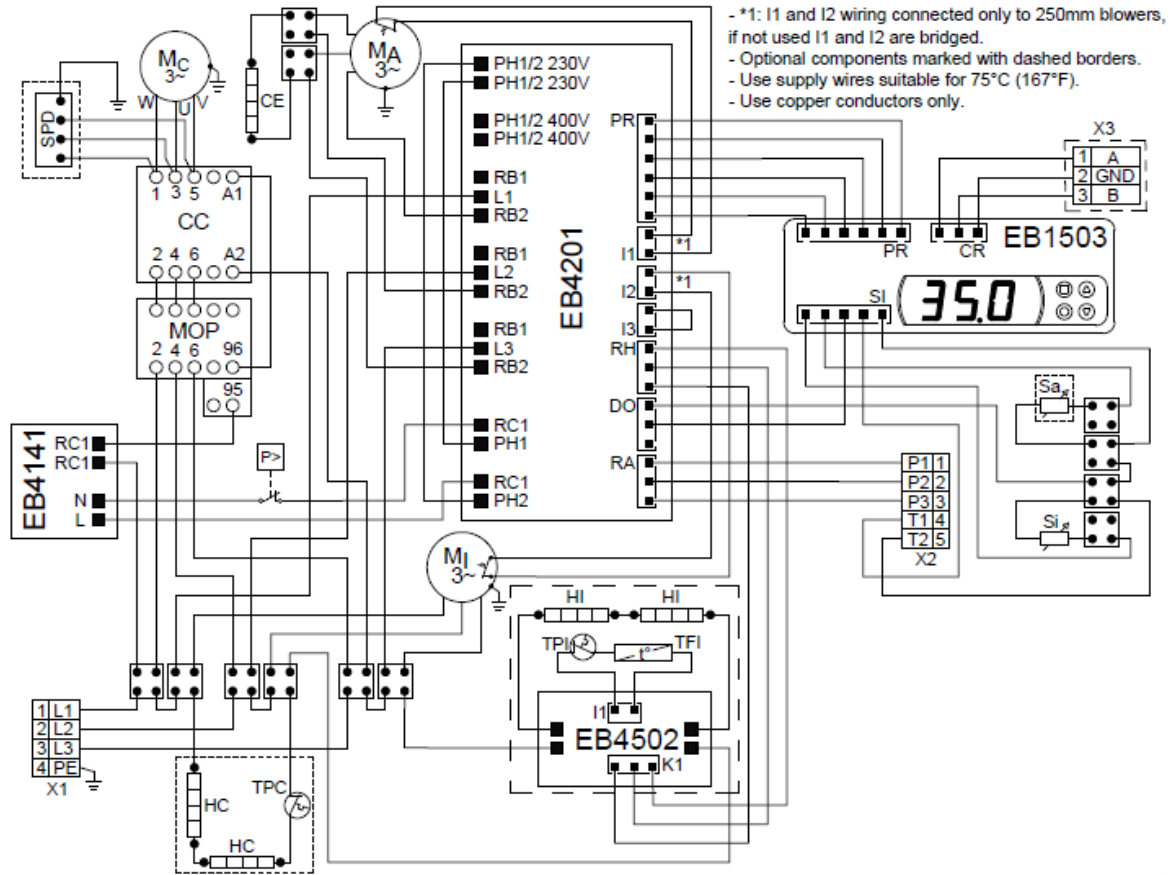 - *1: I1 and I2 wiring connected only to 250mm blowers,
if not used I1 and I2 are bridged.
- Optional components marked with dashed borders.
- Use supply wires suitable for 75°C (167°F).
- Use copper conductors only.
MC
3~
W
U
V
SPD
CE
MA
3~
1
3
5
A1
CC
2
4
6
A2
MOP
2
4
6
96
95
EB4141
RC1
RC1
N
L
P>
EB4201
PH1/2 230V
PH1/2 230V
PH1/2 400V
PH1/2 400V
RB1
L1
RB2
RB1
L2
RB2
RB1
L3
RB2
RC1
PH1
RC1
PH2
PR
I1
*1
I2
*1
I3
RH
DO
RA
X3
1 A
2 GND
3 B
EB1503
PR
CR
SI
35.0
Sa
Si
P1 1
P2 2
P3 3
T1 4
T2 5
X2
MI
3~
HI
HI
TPI
t°
TFI
I1
EB4502
K1
1 L1
2 L2
3 L3
4 PE
X1
HC
TPC
HC